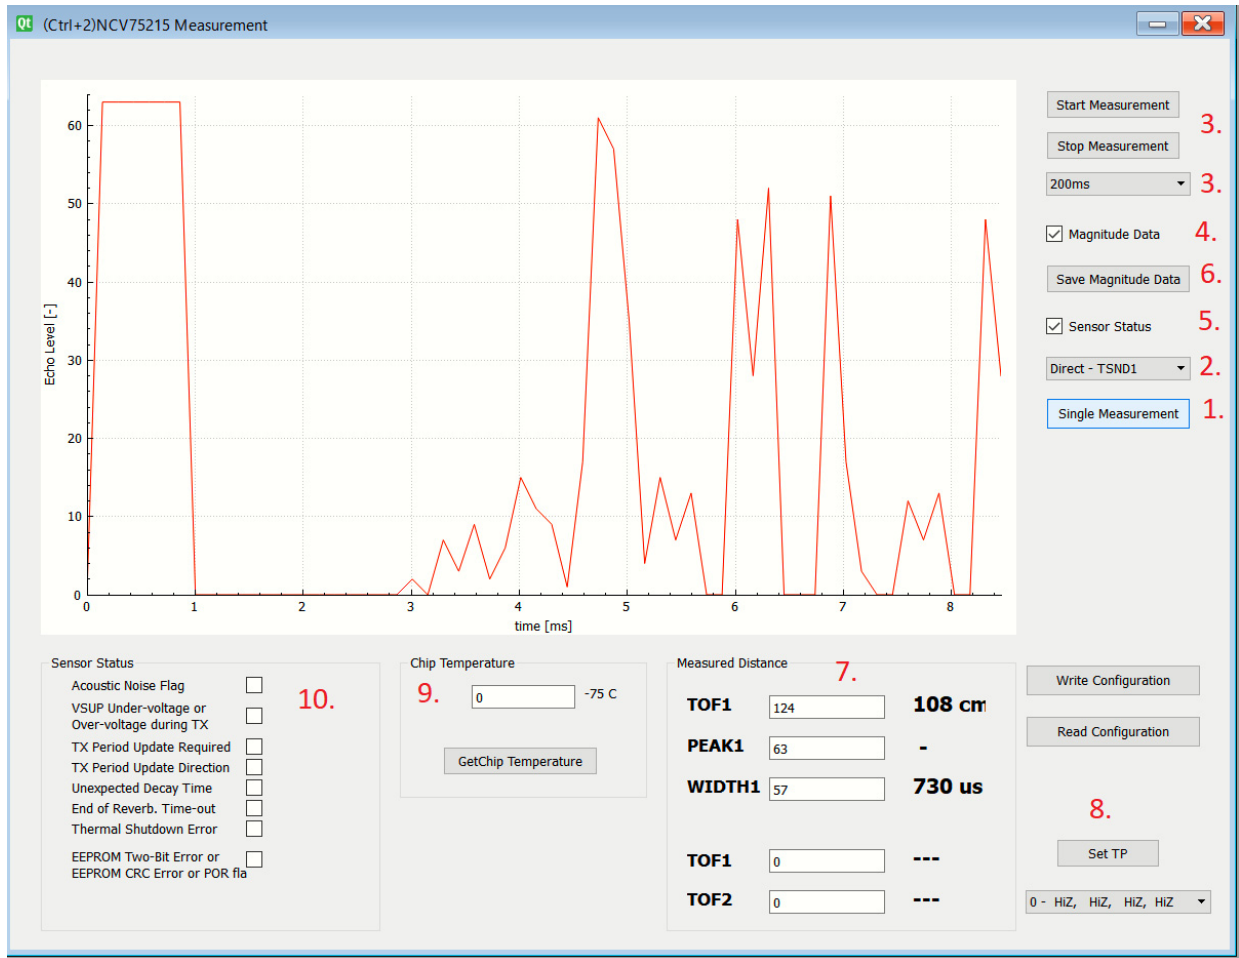 Qt (Ctrl+2)NCV75215 Measurement
Echo Level [-]
60
50
40
30
20
10
0
0 1 2 3 4 5 6 7 8
time [ms]
Start Measurement
3.
Stop Measurement
200ms 3.
Magnitude Data 4.
Save Magnitude Data 6.
Sensor Status 5.
Direct - TSND1 2.
Single Measurement 1.
Sensor Status
Acoustic Noise Flag
10.
VSUP Under-voltage or
Over-voltage during TX
TX Period Update Required
TX Period Update Direction
Unexpected Decay Time
End of Reverb. Time-out
Thermal Shutdown Error
EEPROM Two-Bit Error or
EEPROM CRC Error or POR fla
Chip Temperature
9. 0 -75 C
GetChip Temperature
Measured Distance
7.
TOF1 124 108 cm
PEAK1 63 -
WIDTH1 57 730 us
TOF1 0 ---
TOF2 0 ---
Write Configuration
Read Configuration
8.
Set TP
0 - HiZ, HiZ, HiZ, HiZ